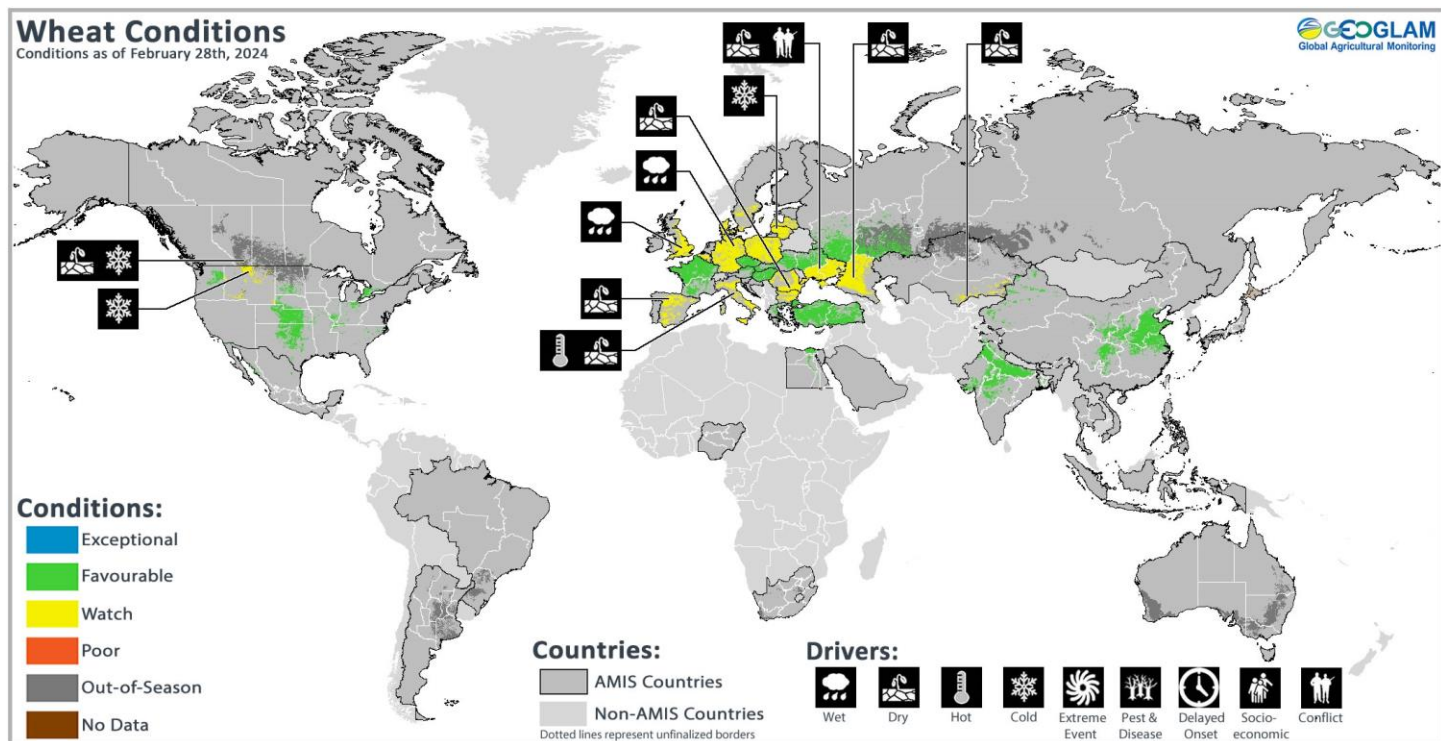 Wheat Conditions
Conditions as of February 28th, 2024
GEOGLAM
Global Agricultural Monitoring
Conditions:
Exceptional
Favourable
Watch
Poor
Out-of-Season
No Data
Countries:
AMIS Countries
Non-AMIS Countries
Dotted lines represent unfinalized borders
Drivers:
Wet
Dry
Hot
Cold
Extreme
Event
Pest &
Disease
Delayed
Onset
Socio-
economic
Conflict